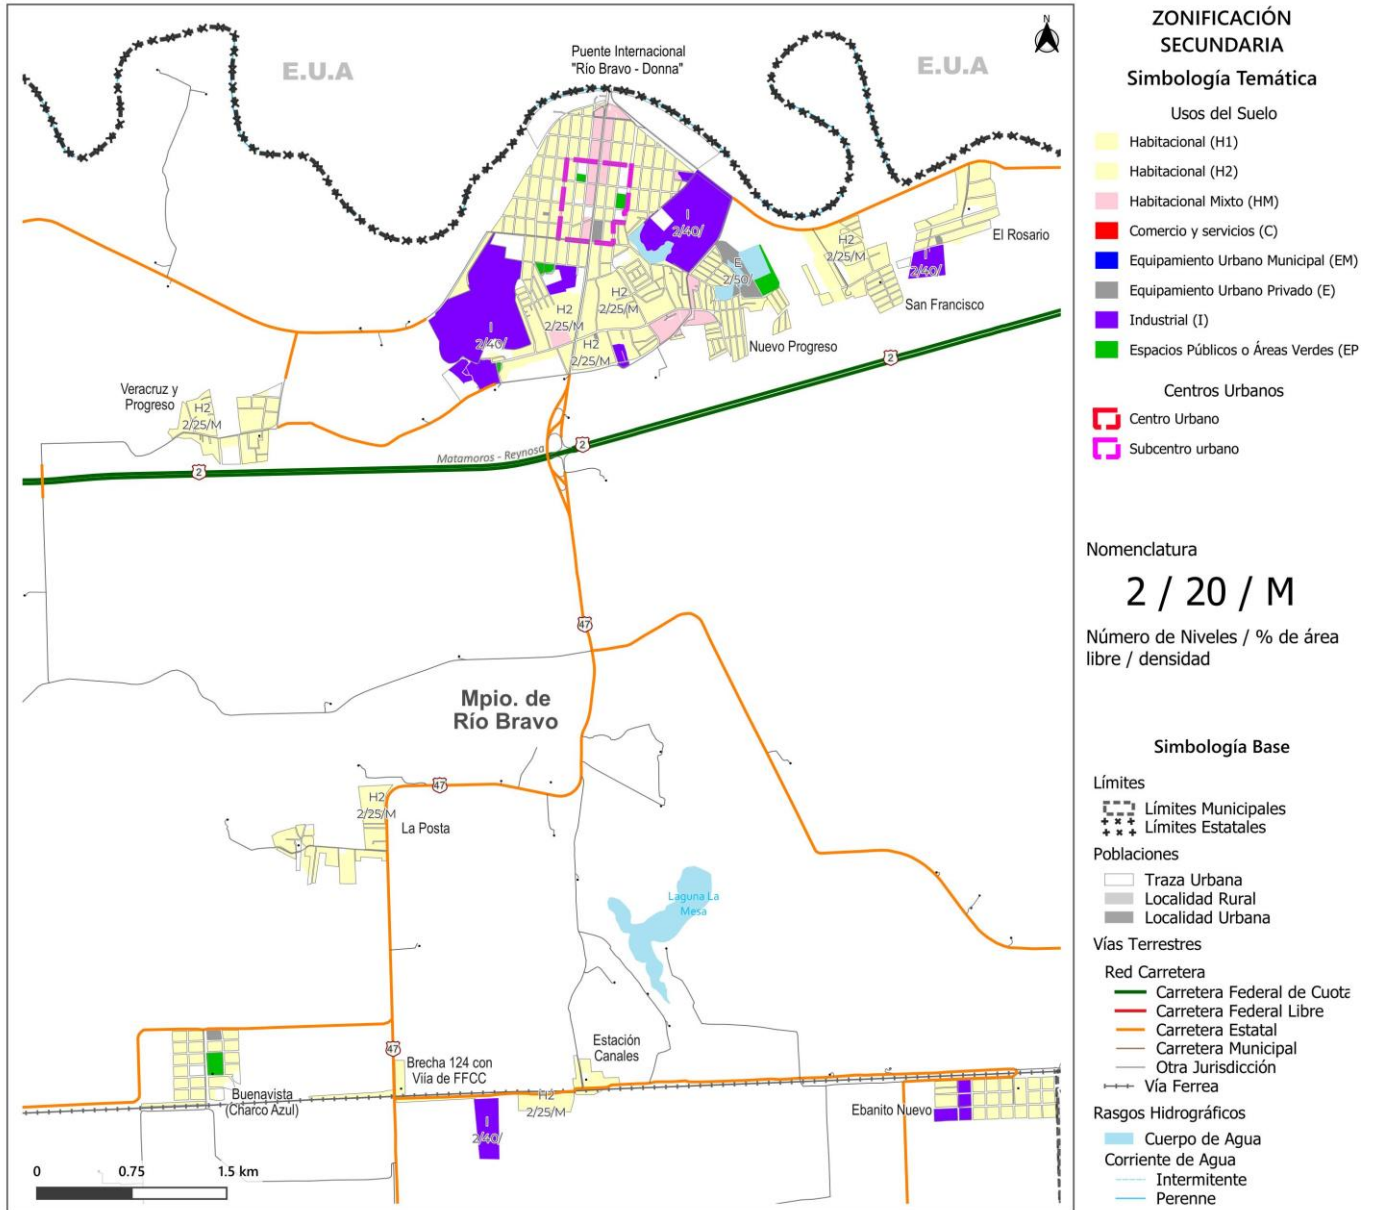 N
E.U.A
E.U.A
Puente Internacional
"Río Bravo - Donna"
I
2/40/
H2
2/25/M
El Rosario
I
2/40/
E
2/50/
San Francisco
H2
2/25/M
H2
2/25/M
I
2/40/
H2
2/25/M
Nuevo Progreso
2
Veracruz y
Progreso
H2
2/25/M
Matamoros - Reynosa
2
2
47
Mpio. de
Río Bravo
47
H2
2/25/M
La Posta
Laguna La
Mesa
47
Brecha 124 con
Viía de FFCC
Estación
Canales
Buenavista
(Charco Azul)
H2
2/25/M
Ebanito Nuevo
I
2/40/
0 0.75 1.5 km
ZONIFICACIÓN
SECUNDARIA
Simbología Temática
Usos del Suelo
Habitacional (H1)
Habitacional (H2)
Habitacional Mixto (HM)
Comercio y servicios (C)
Equipamiento Urbano Municipal (EM)
Equipamiento Urbano Privado (E)
Industrial (I)
Espacios Públicos o Áreas Verdes (EP
Centros Urbanos
Centro Urbano
Subcentro urbano
Nomenclatura
2 / 20 / M
Número de Niveles / % de área
libre / densidad
Simbología Base
Límites
Límites Municipales
Límites Estatales
Poblaciones
Traza Urbana
Localidad Rural
Localidad Urbana
Vías Terrestres
Red Carretera
Carretera Federal de Cuota
Carretera Federal Libre
Carretera Estatal
Carretera Municipal
Otra Jurisdicción
Vía Ferrea
Rasgos Hidrográficos
Cuerpo de Agua
Corriente de Agua
Intermitente
Perenne